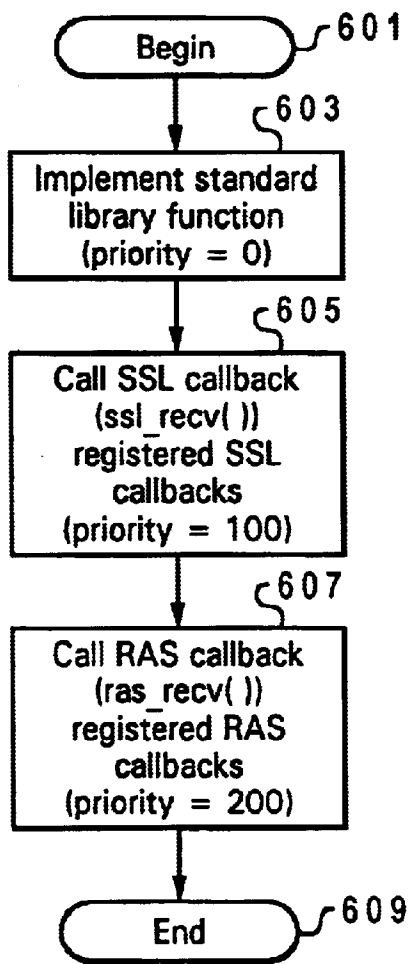 Begin
601
603
Implement standard
library function
(priority = 0)
605
Call SSL callback
(ssl_recv( ))
registered SSL
callbacks
(priority = 100)
607
Call RAS callback
(ras_recv( ))
registered RAS
callbacks
(priority = 200)
End
609